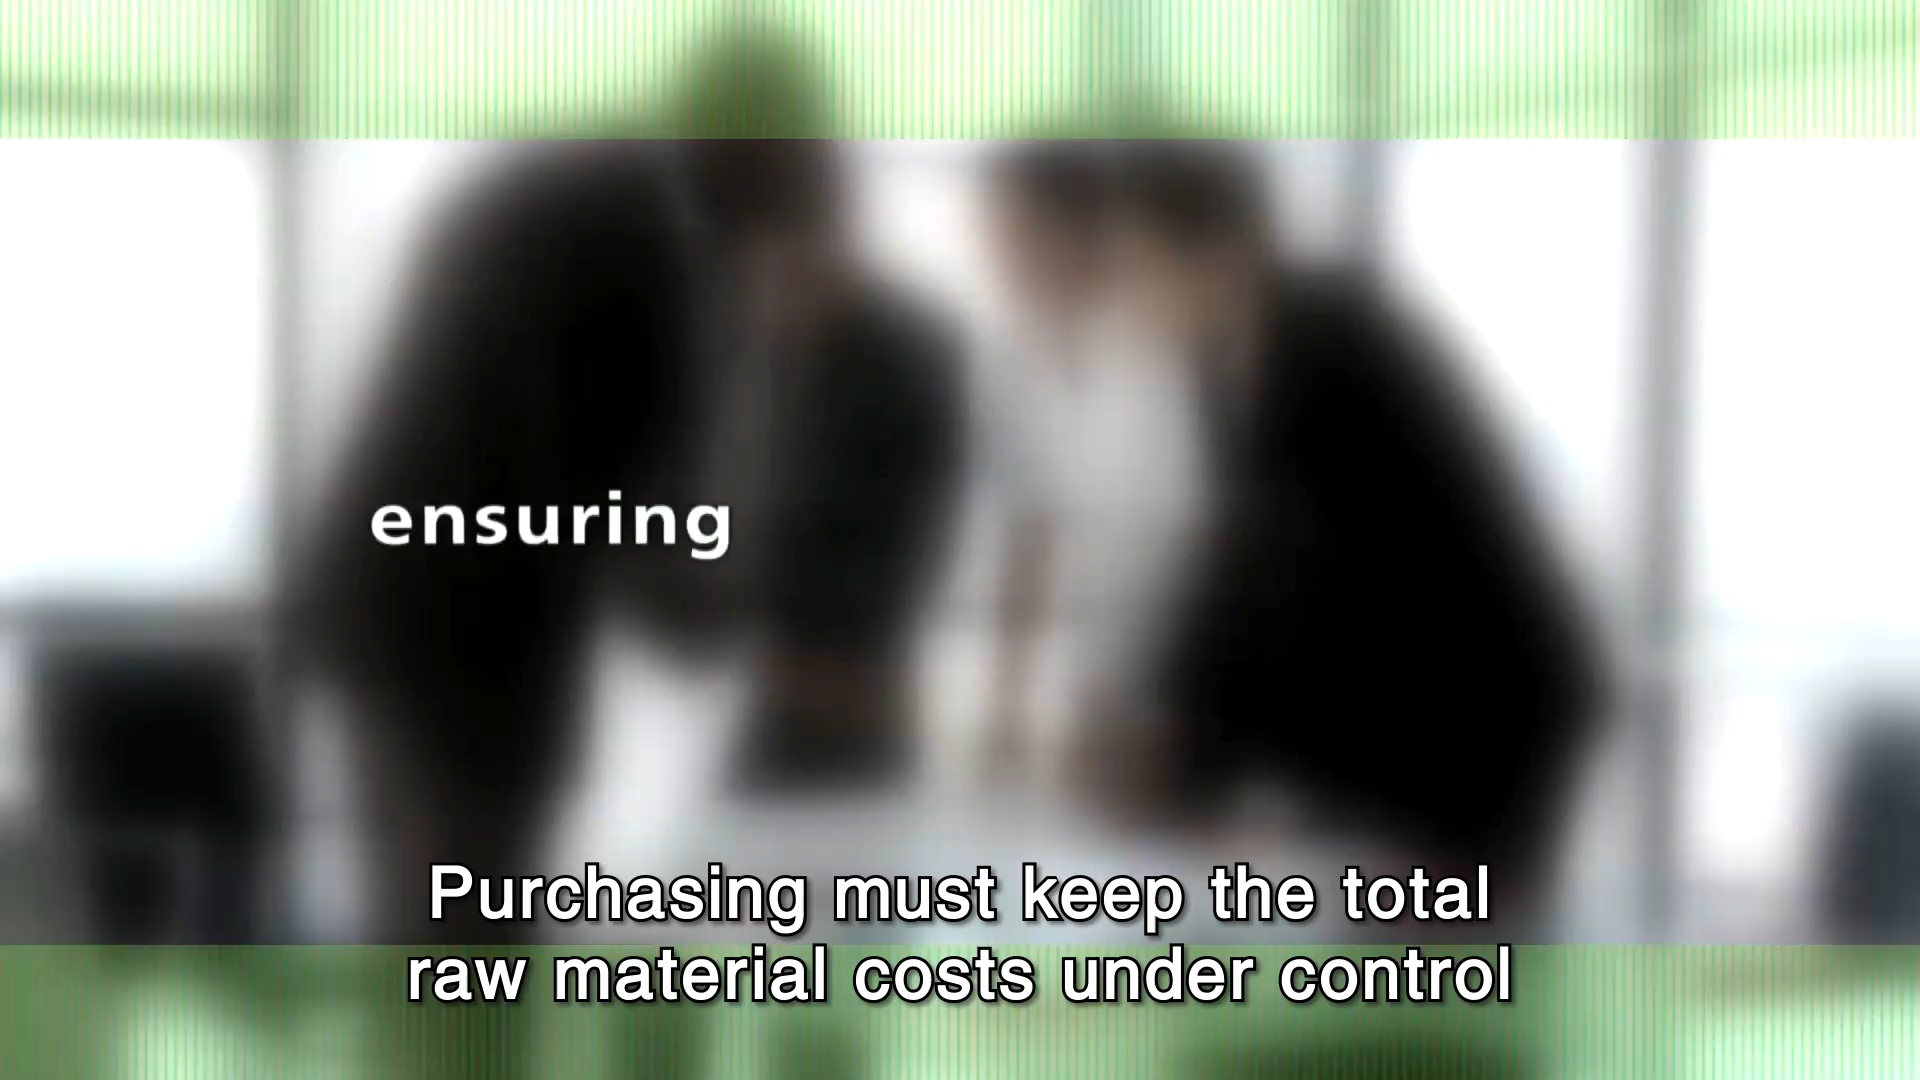 ensuring
Purchasing must keep the total
raw material costs under control